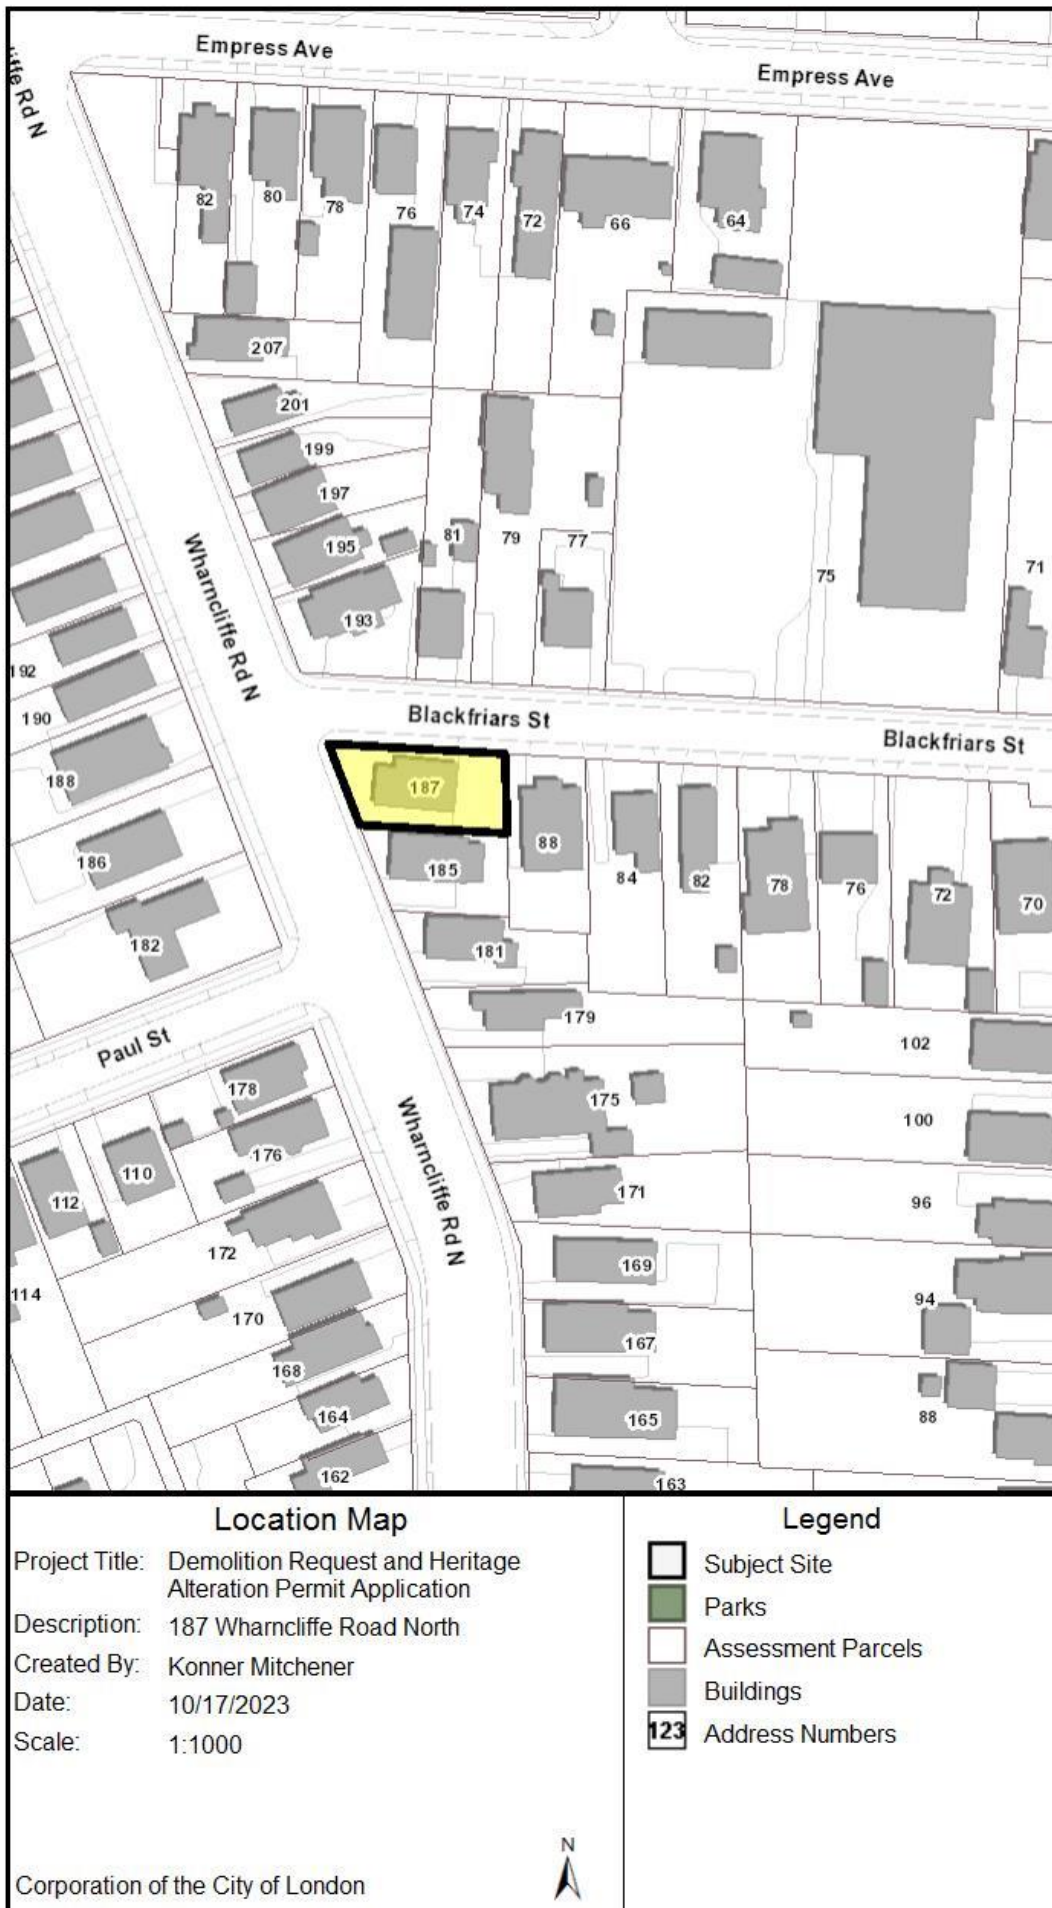 Empress Ave
Empress Ave
iffe Rd N
82
80
78
76
74
72
66
64
207
201
199
197
195
193
81
79
77
75
71
Wharncliffe Rd N
192
190
188
186
182
Blackfriars St
Blackfriars St
187
185
181
88
84
82
78
76
72
70
179
175
171
169
167
165
163
102
100
96
94
88
Paul St
178
176
110
112
114
172
170
168
164
162
Wharncliffe Rd N
Location Map
Project Title: Demolition Request and Heritage
Alteration Permit Application
Description: 187 Wharncliffe Road North
Created By: Konner Mitchener
Date: 10/17/2023
Scale: 1:1000
N
Corporation of the City of London
Legend
Subject Site
Parks
Assessment Parcels
Buildings
123 Address Numbers